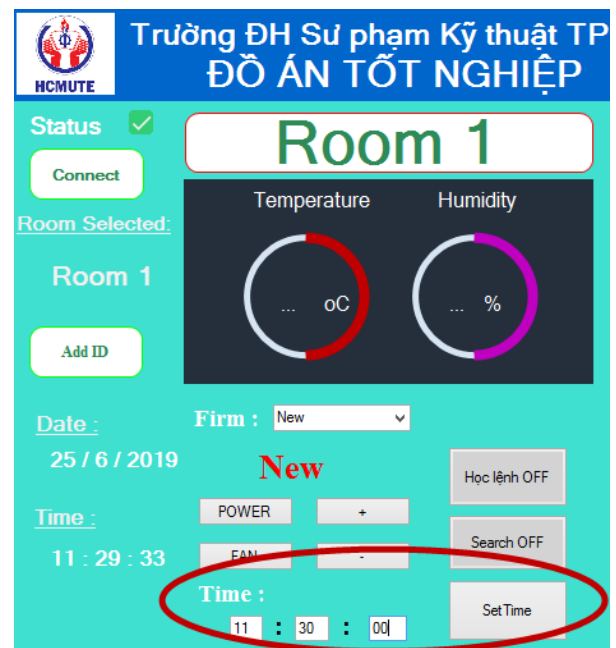 Trường ĐH Sư phạm Kỹ thuật TP
ĐỒ ÁN TỐT NGHIỆP
HCMUTE
Status
Connect
Room Selected:
Room 1
Add ID
Date :
25 / 6 / 2019
Time :
11 : 29 : 33
Room 1
Temperature Humidity
... oC ... %
Firm : New
New
POWER +
FAN -
Học lệnh OFF
Search OFF
Time :
11 : 30 : 00
Set Time